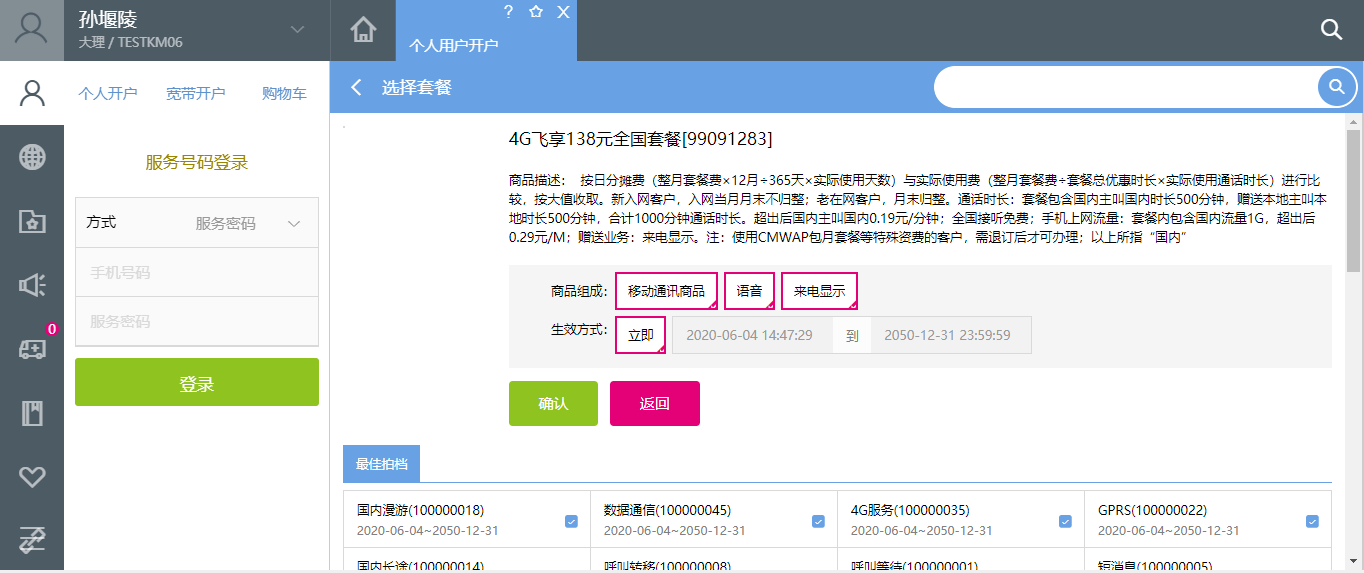 孙堰陵
大理 / TESTKM06
? X
个人用户开户
个人开户 宽带开户 购物车
选择套餐
服务号码登录
方式 服务密码
手机号码
服务密码
0
登录
4G飞享138元全国套餐[99091283]
商品描述： 按日分摊费（整月套餐费×12月÷365天×实际使用天数）与实际使用费（整月套餐费÷套餐总优惠时长×实际使用通话时长）进行比
较，按大值收取。新入网客户，入网当月月末不归整；老在网客户，月末归整。通话时长：套餐包含国内主叫国内时长500分钟，赠送本地主叫本
地时长500分钟，合计1000分钟通话时长。超出后国内主叫国内0.19元/分钟；全国接听免费；手机上网流量：套餐内包含国内流量1G，超出后
0.29元/M；赠送业务：来电显示。注：使用CMWAP包月套餐等特殊资费的客户，需退订后才可办理；以上所指“国内”
商品组成: 移动通讯商品 语音 来电显示
生效方式: 立即 2020-06-04 14:47:29 到 2050-12-31 23:59:59
确认 返回
最佳拍档
国内漫游(100000018) 数据通信(100000045) 4G服务(100000035) GPRS(100000022)
2020-06-04~2050-12-31 2020-06-04~2050-12-31 2020-06-04~2050-12-31 2020-06-04~2050-12-31
国内长途(100000014) 呼叫转移(100000008) 呼叫等待(100000001) 短消息(100000005)